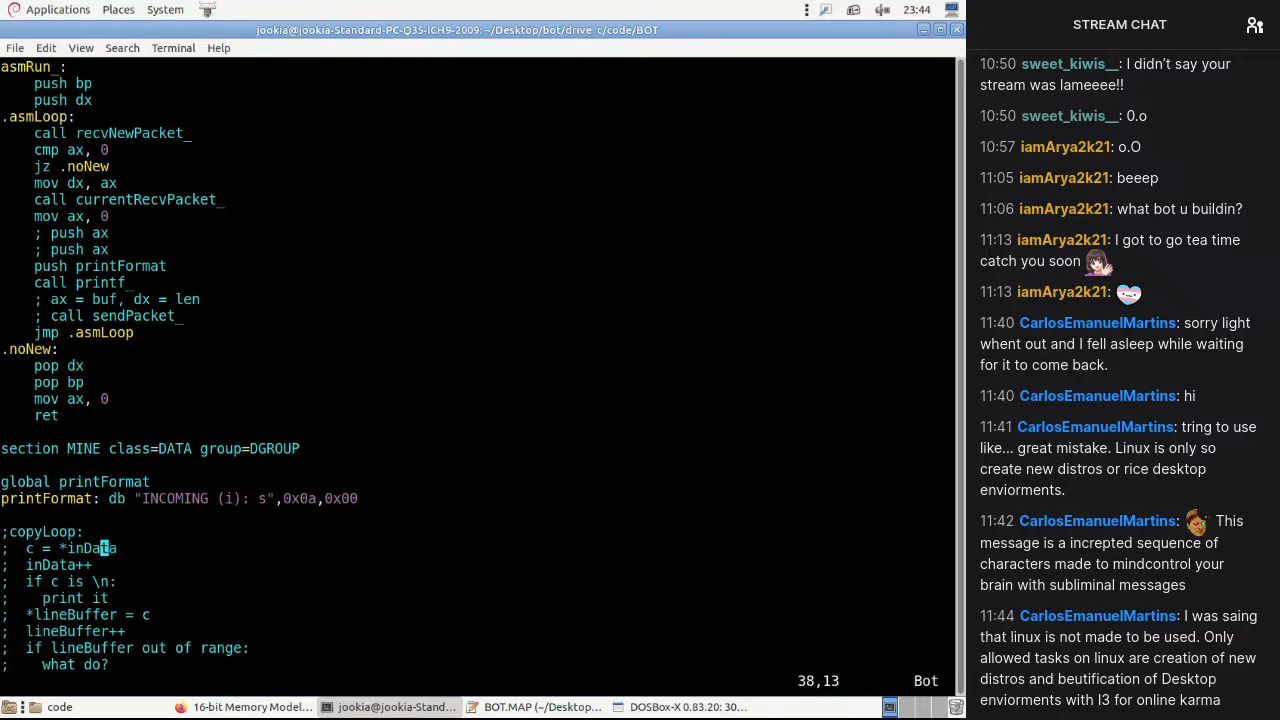 Applications Places System 23:44
jookia@jookia-Standard-PC-Q35-ICH9-2009: ~/Desktop/bot/drive_c/code/BOT
File Edit View Search Terminal Help
asmRun_:
push bp
push dx
.asmLoop:
call recvNewPacket_
cmp ax, 0
jz .noNew
mov dx, ax
call currentRecvPacket_
mov ax, 0
; push ax
; push ax
push printFormat
call printf_
; ax = buf, dx = len
; call sendPacket_
jmp .asmLoop
.noNew:
pop dx
pop bp
mov ax, 0
ret
section MINE class=DATA group=DGROUP
global printFormat
printFormat: db "INCOMING (i): s",0x0a,0x00
;copyLoop:
; c = *inData
; inData++
; if c is \n:
; print it
; *lineBuffer = c
; lineBuffer++
; if lineBuffer out of range:
; what do?
38,13 Bot
code 16-bit Memory Model... jookia@jookia-Stand... BOT.MAP (~/Desktop... DOSBox-X 0.83.20: 30...
STREAM CHAT
10:50 sweet_kiwis__: I didn't say your
stream was lameeee!!
10:50 sweet_kiwis__: 0.o
10:57 iamArya2k21: o.O
11:05 iamArya2k21: beeep
11:06 iamArya2k21: what bot u buildin?
11:13 iamArya2k21: I got to go tea time
catch you soon
11:13 iamArya2k21:
11:40 CarlosEmanuelMartins: sorry light
whent out and I fell asleep while waiting
for it to come back.
11:40 CarlosEmanuelMartins: hi
11:41 CarlosEmanuelMartins: tring to use
like... great mistake. Linux is only so
create new distros or rice desktop
enviorments.
11:42 CarlosEmanuelMartins: This
message is a increpted sequence of
characters made to mindcontrol your
brain with subliminal messages
11:44 CarlosEmanuelMartins: I was saing
that linux is not made to be used. Only
allowed tasks on linux are creation of new
distros and beutification of Desktop
enviorments with I3 for online karma